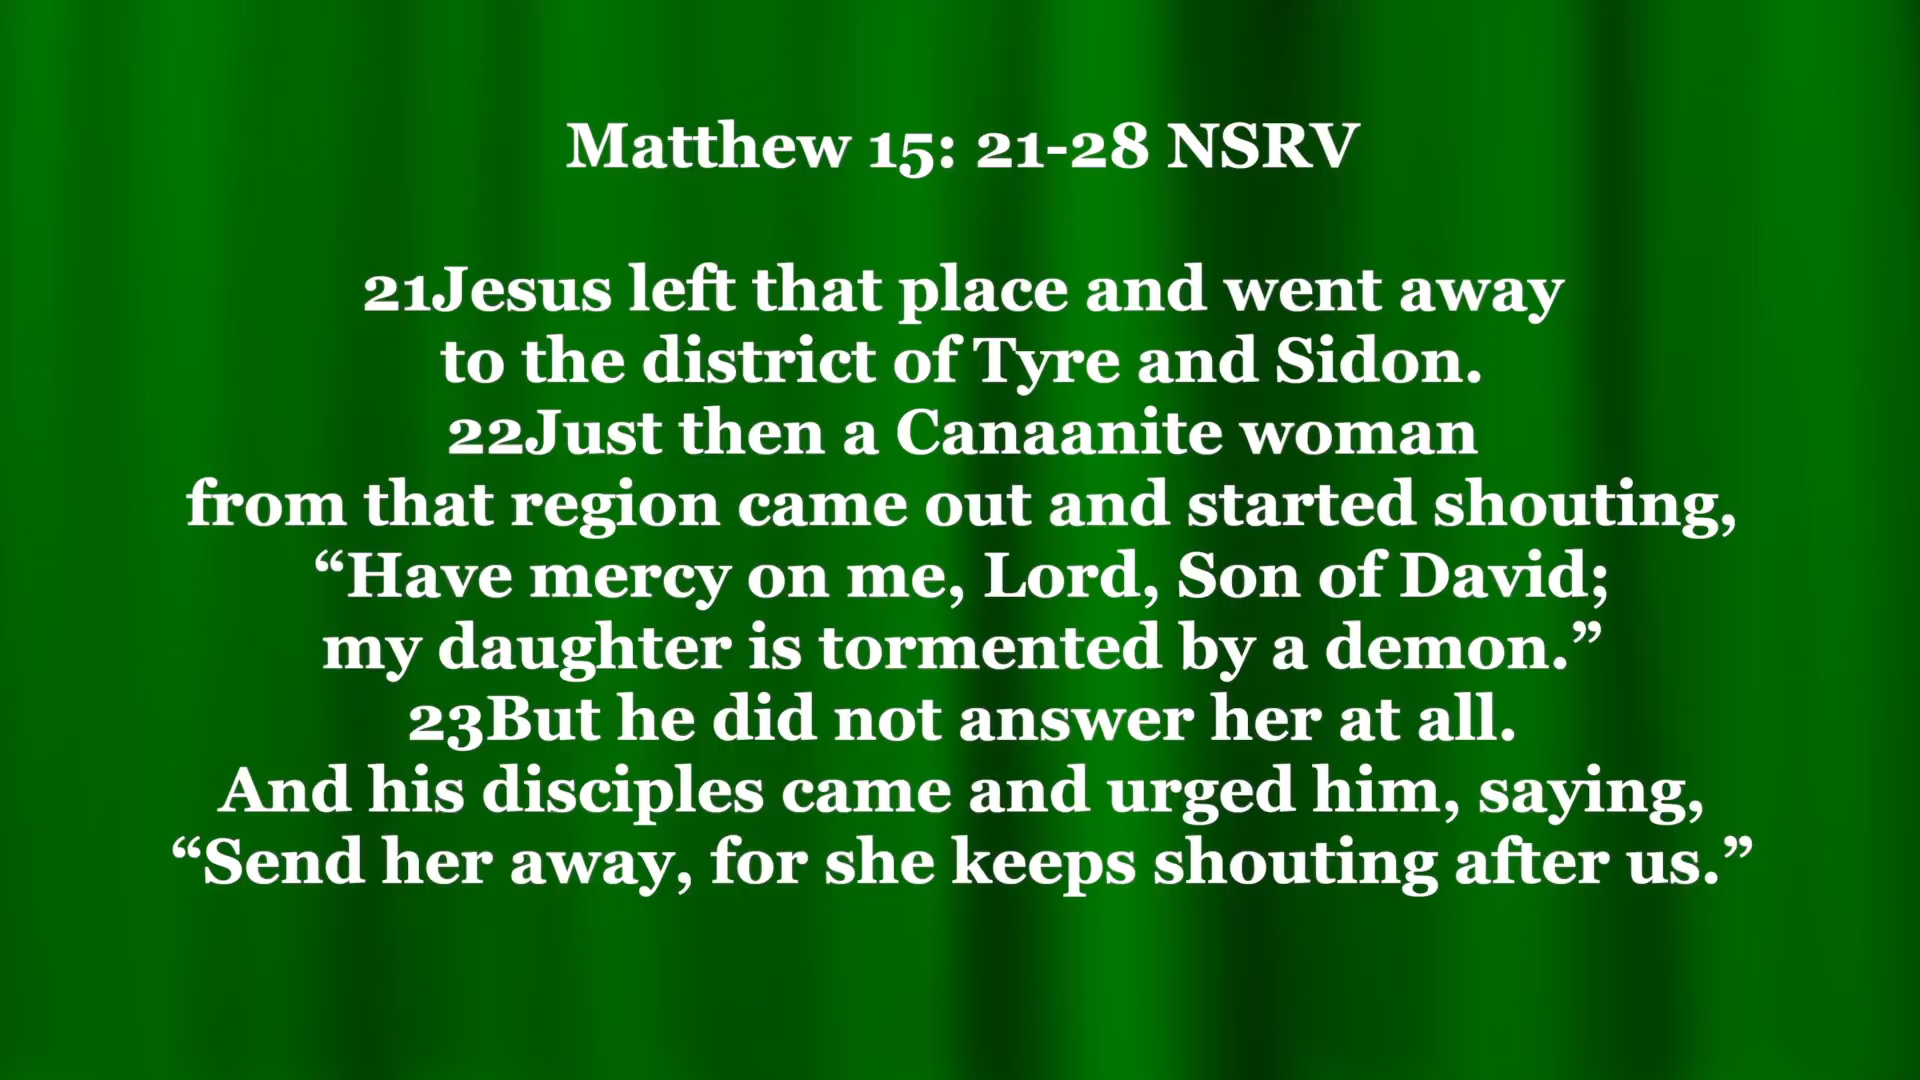 Matthew 15: 21-28 NSRV
21Jesus left that place and went away
to the district of Tyre and Sidon.
22Just then a Canaanite woman
from that region came out and started shouting,
“Have mercy on me, Lord, Son of David;
my daughter is tormented by a demon.”
23But he did not answer her at all.
And his disciples came and urged him, saying,
“Send her away, for she keeps shouting after us.”